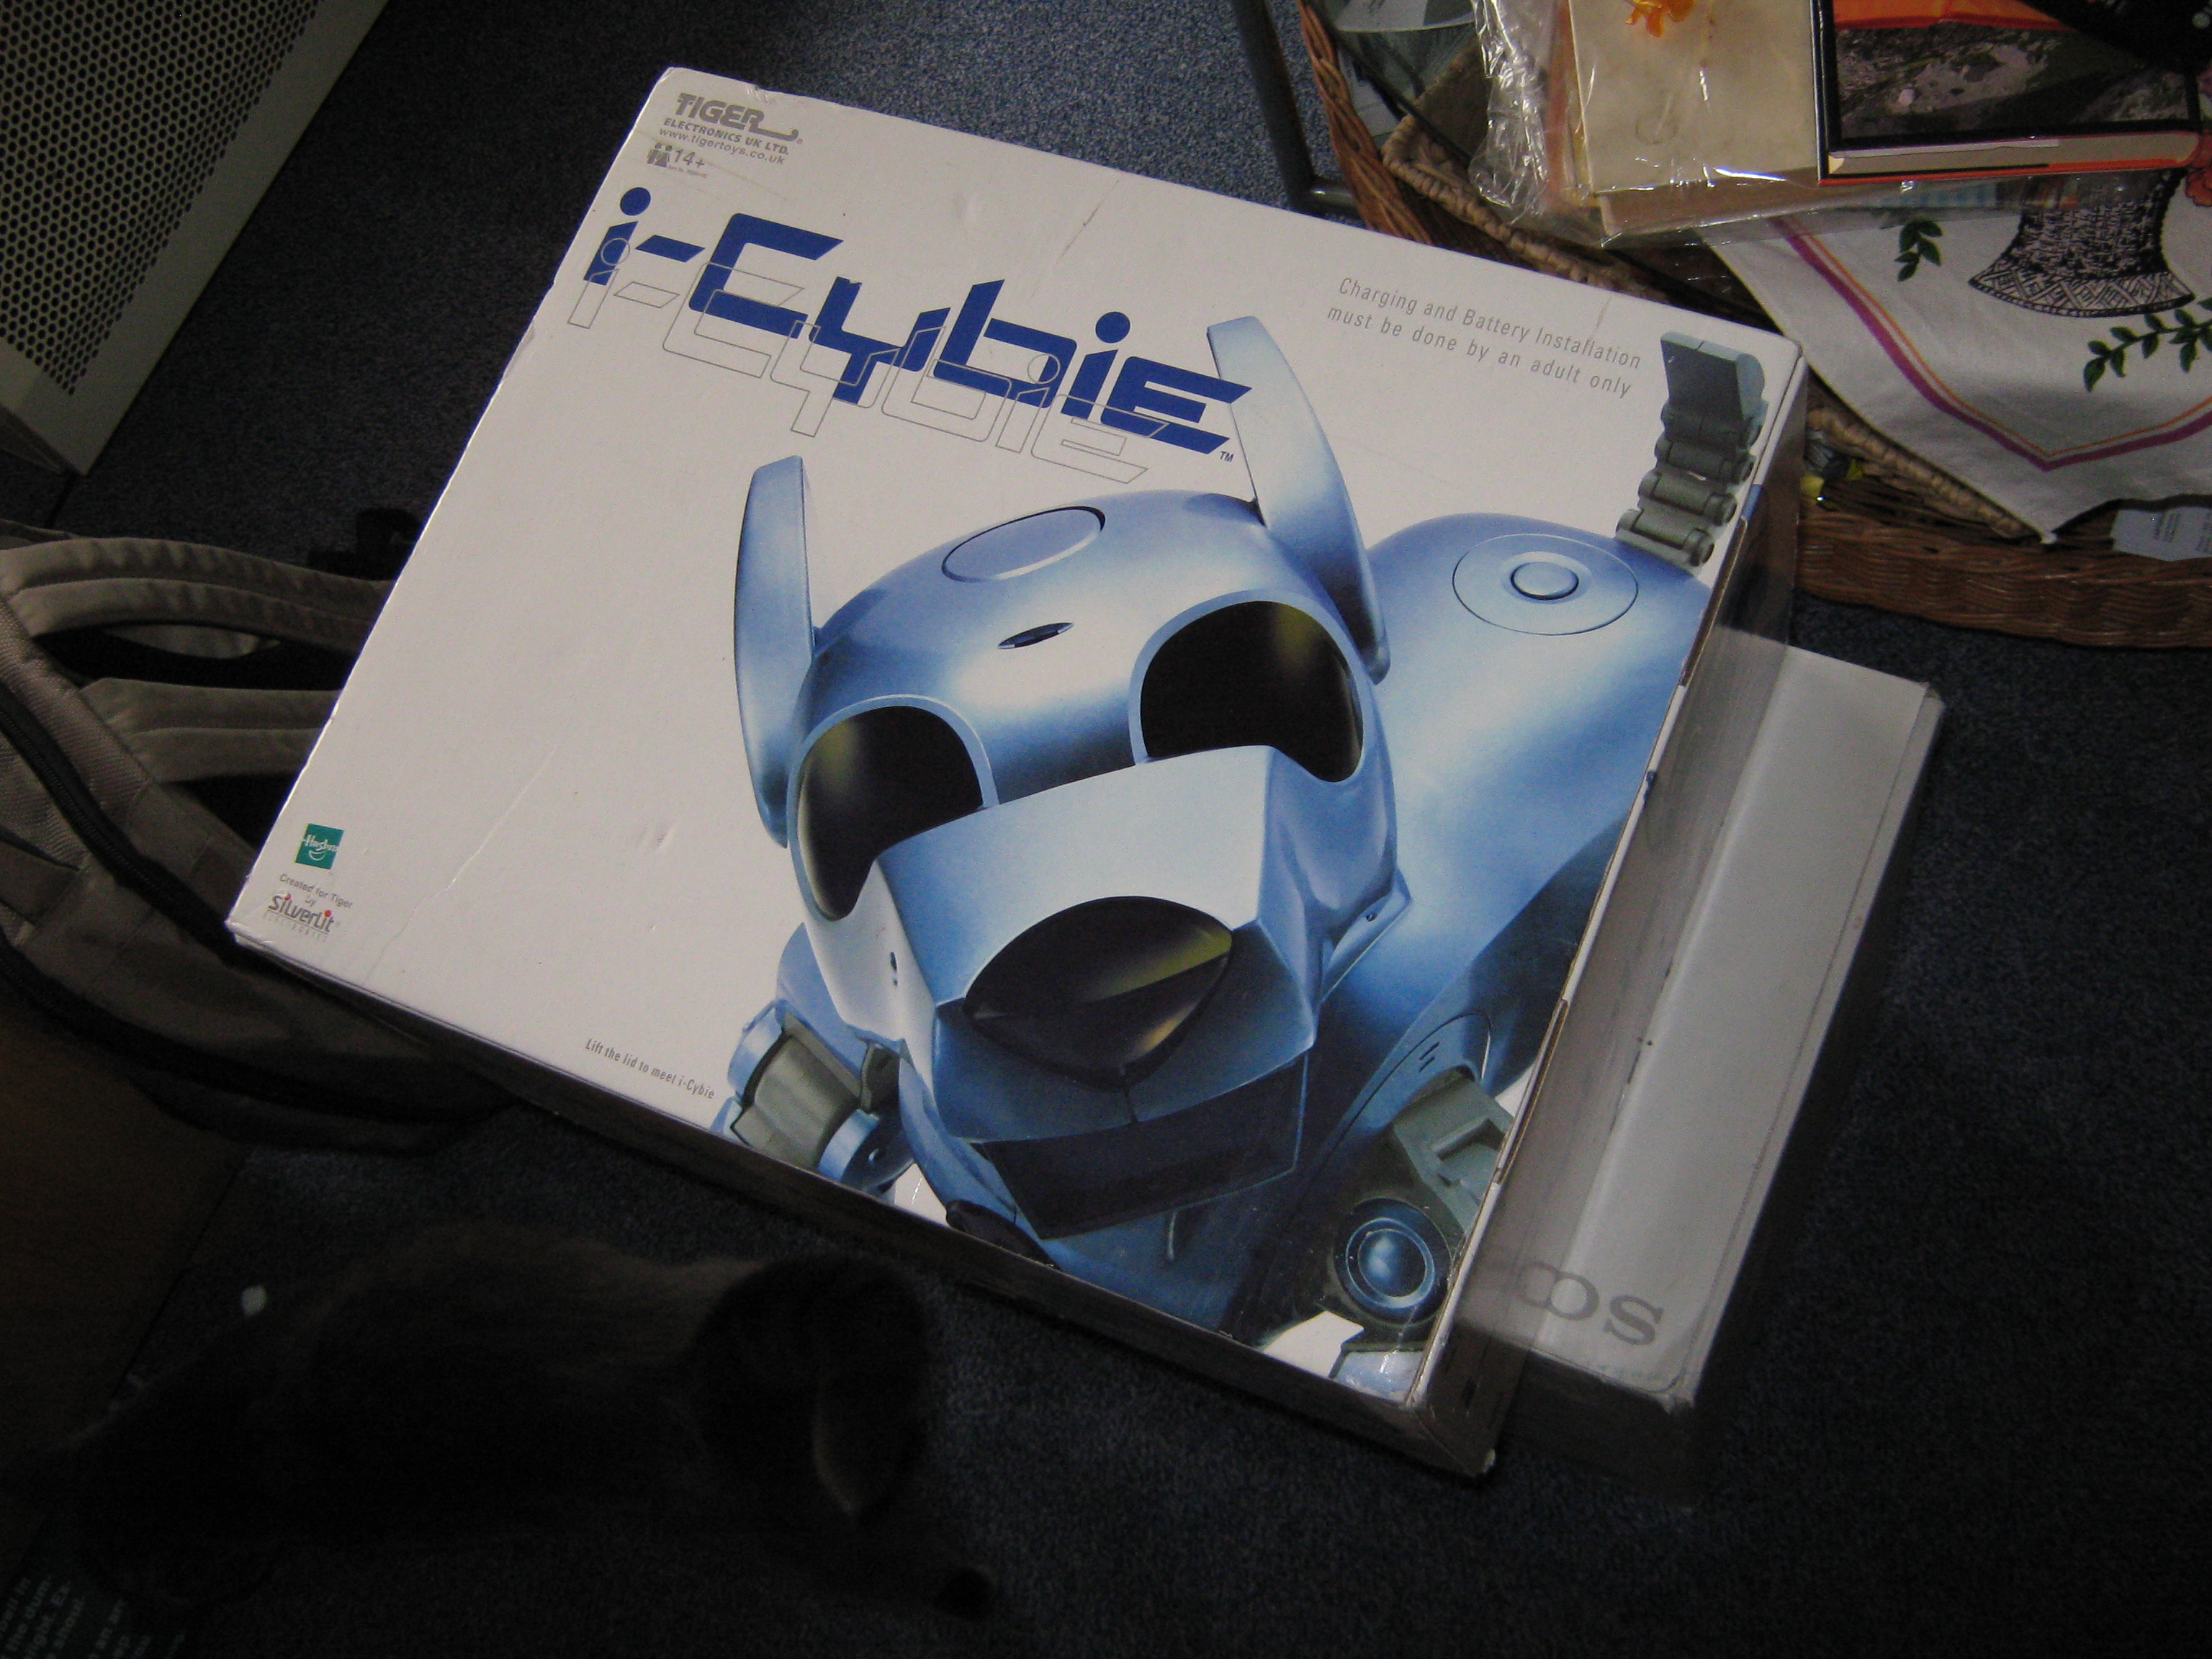 TIGER
ELECTRONICS UK LTD.
www.tigertoys.co.uk
14+
i-Cybie
i-Cybie
TM
Charging and Battery Installation
must be done by an adult only
Hasbro
Created for Tiger
by
Silverlit
ELECTRONICS
Lift the lid to meet i-Cybie